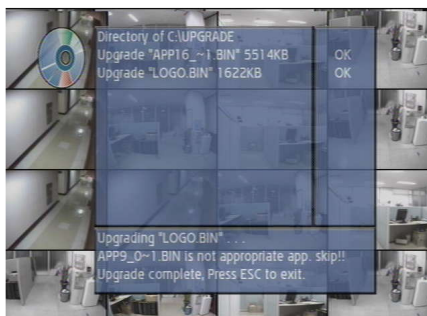 Directory of C:\UPGRADE
Upgrade "APP16_~1.BIN" 5514KB OK
Upgrade "LOGO.BIN" 1622KB OK
Upgrading "LOGO.BIN" . . .
APP9_0~1.BIN is not appropriate app. skip!!
Upgrade complete, Press ESC to exit.